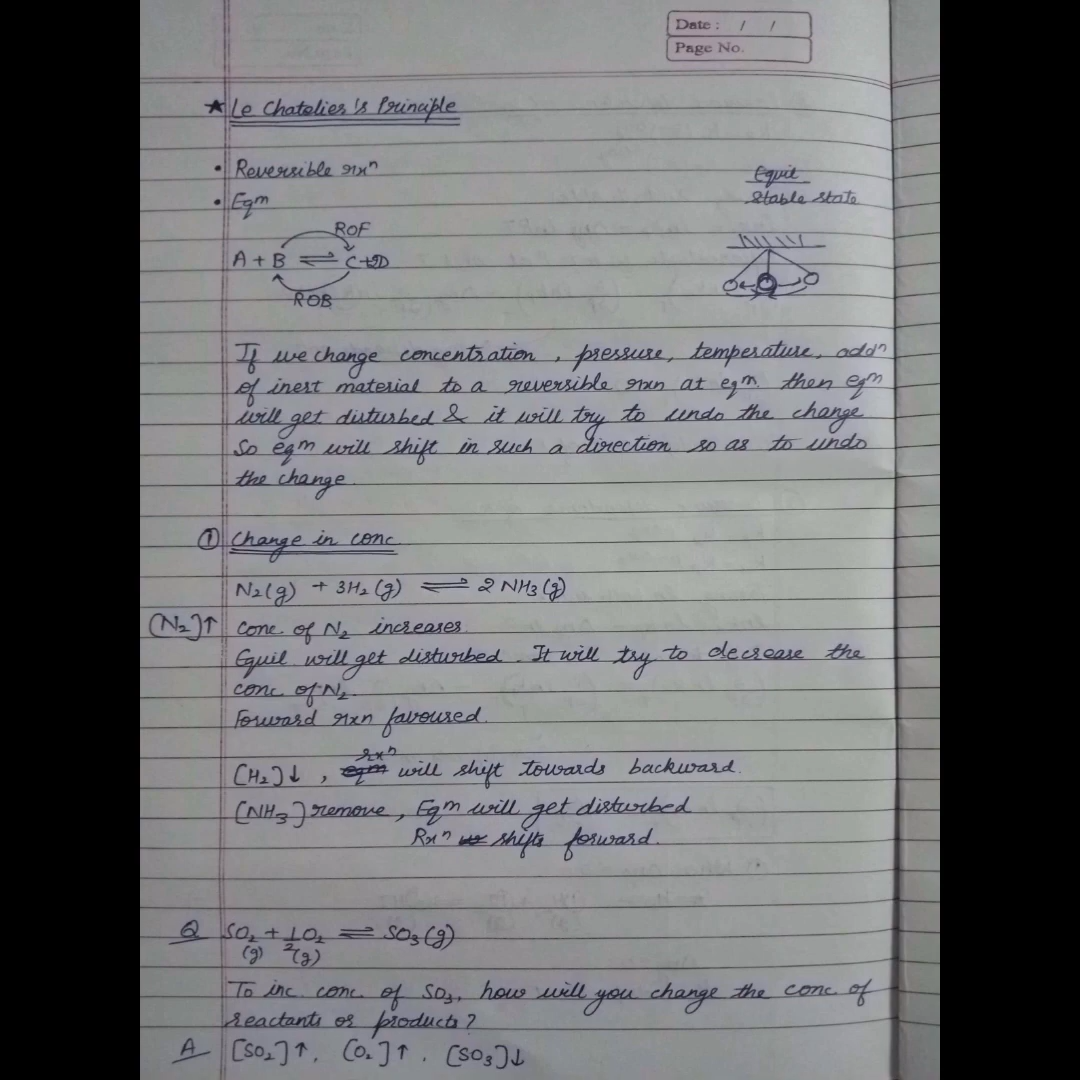 Date : / /
Page No.
★ Le Chatelier's Principle
• Reversible rxⁿ
• Eqm
Equil
Stable state
ROF
A + B ⇌ C + D
ROB
If we change concentration, pressure, temperature, addⁿ
of inert material to a reversible rxn at eqm. then eqm
will get disturbed & it will try to undo the change
So eqm will shift in such a direction so as to undo
the change
① Change in conc
N₂(g) + 3H₂(g) ⇌ 2NH₃(g)
[N₂]↑ Conc. of N₂ increases.
Equil will get disturbed. It will try to decrease the
conc of N₂.
Forward rxn favoured.
rxⁿ
[H₂]↓, eqm will shift towards backward.
[NH₃] remove, Eqm will get disturbed
Rxⁿ shifts forward.
Q SO₂ + 1/2 O₂ ⇌ SO₃(g)
(g) (g)
To inc. conc. of SO₃, how will you change the conc of
reactants or products?
A [SO₂]↑, [O₂]↑, [SO₃]↓